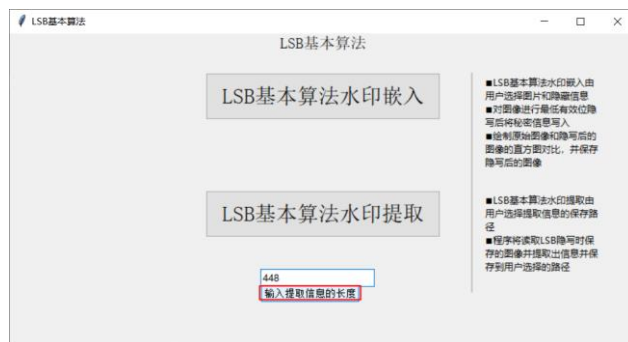 LSB基本算法
LSB基本算法
LSB基本算法水印嵌入
■LSB基本算法水印嵌入由
用户选择图片和隐蔽信息
■对图像进行最低有效位隐
写后将秘密信息写入
■绘制原始图像和隐写后的
图像的直方图对比，并保存
隐写后的图像
LSB基本算法水印提取
■LSB基本算法水印提取由
用户选择提取信息的保存路
径
■程序将读取LSB隐写时保
存的图像并提取出信息并保
存到用户选择的路径
448
输入提取信息的长度